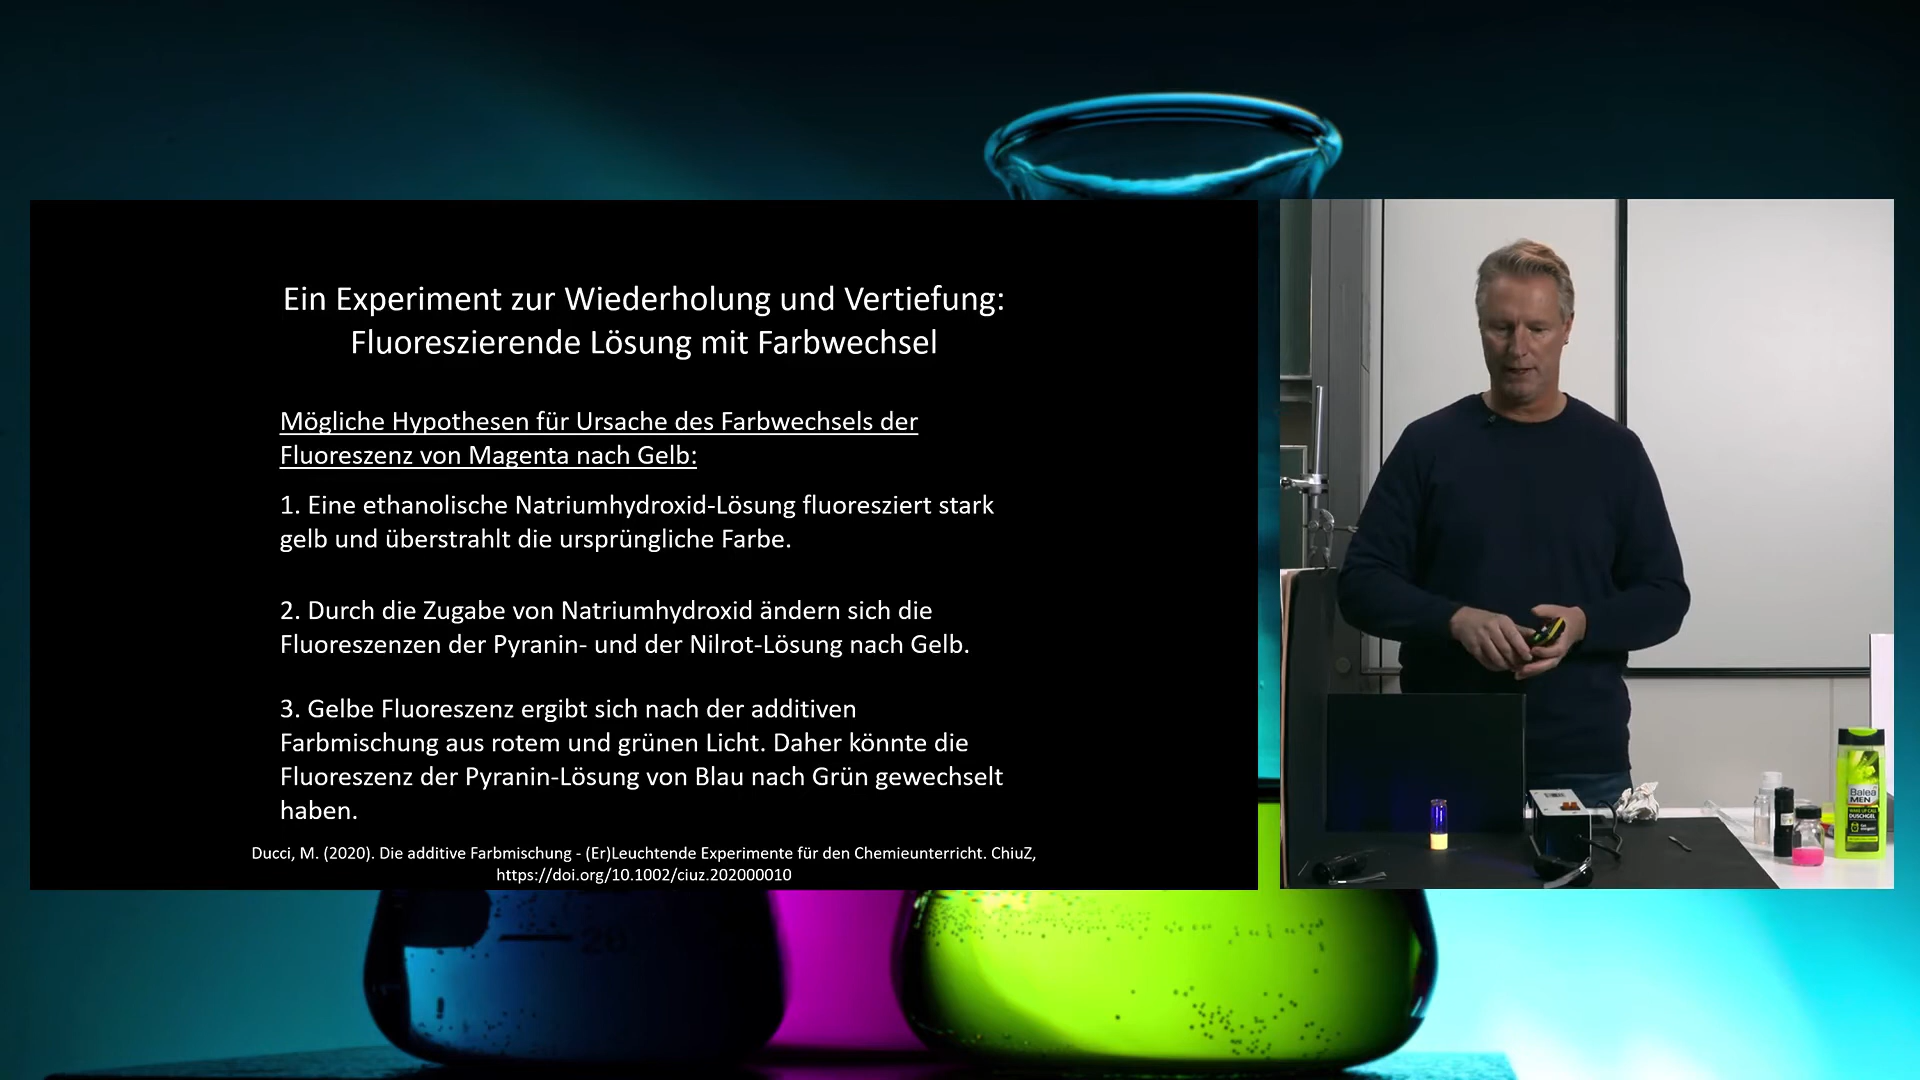 Ein Experiment zur Wiederholung und Vertiefung:
Fluoreszierende Lösung mit Farbwechsel
Mögliche Hypothesen für Ursache des Farbwechsels der
Fluoreszenz von Magenta nach Gelb:
1. Eine ethanolische Natriumhydroxid-Lösung fluoresziert stark
gelb und überstrahlt die ursprüngliche Farbe.
2. Durch die Zugabe von Natriumhydroxid ändern sich die
Fluoreszenzen der Pyranin- und der Nilrot-Lösung nach Gelb.
3. Gelbe Fluoreszenz ergibt sich nach der additiven
Farbmischung aus rotem und grünen Licht. Daher könnte die
Fluoreszenz der Pyranin-Lösung von Blau nach Grün gewechselt
haben.
Ducci, M. (2020). Die additive Farbmischung - (Er)Leuchtende Experimente für den Chemieunterricht. ChiuZ,
https://doi.org/10.1002/ciuz.202000010
Balea
MEN
DUSCHGEL